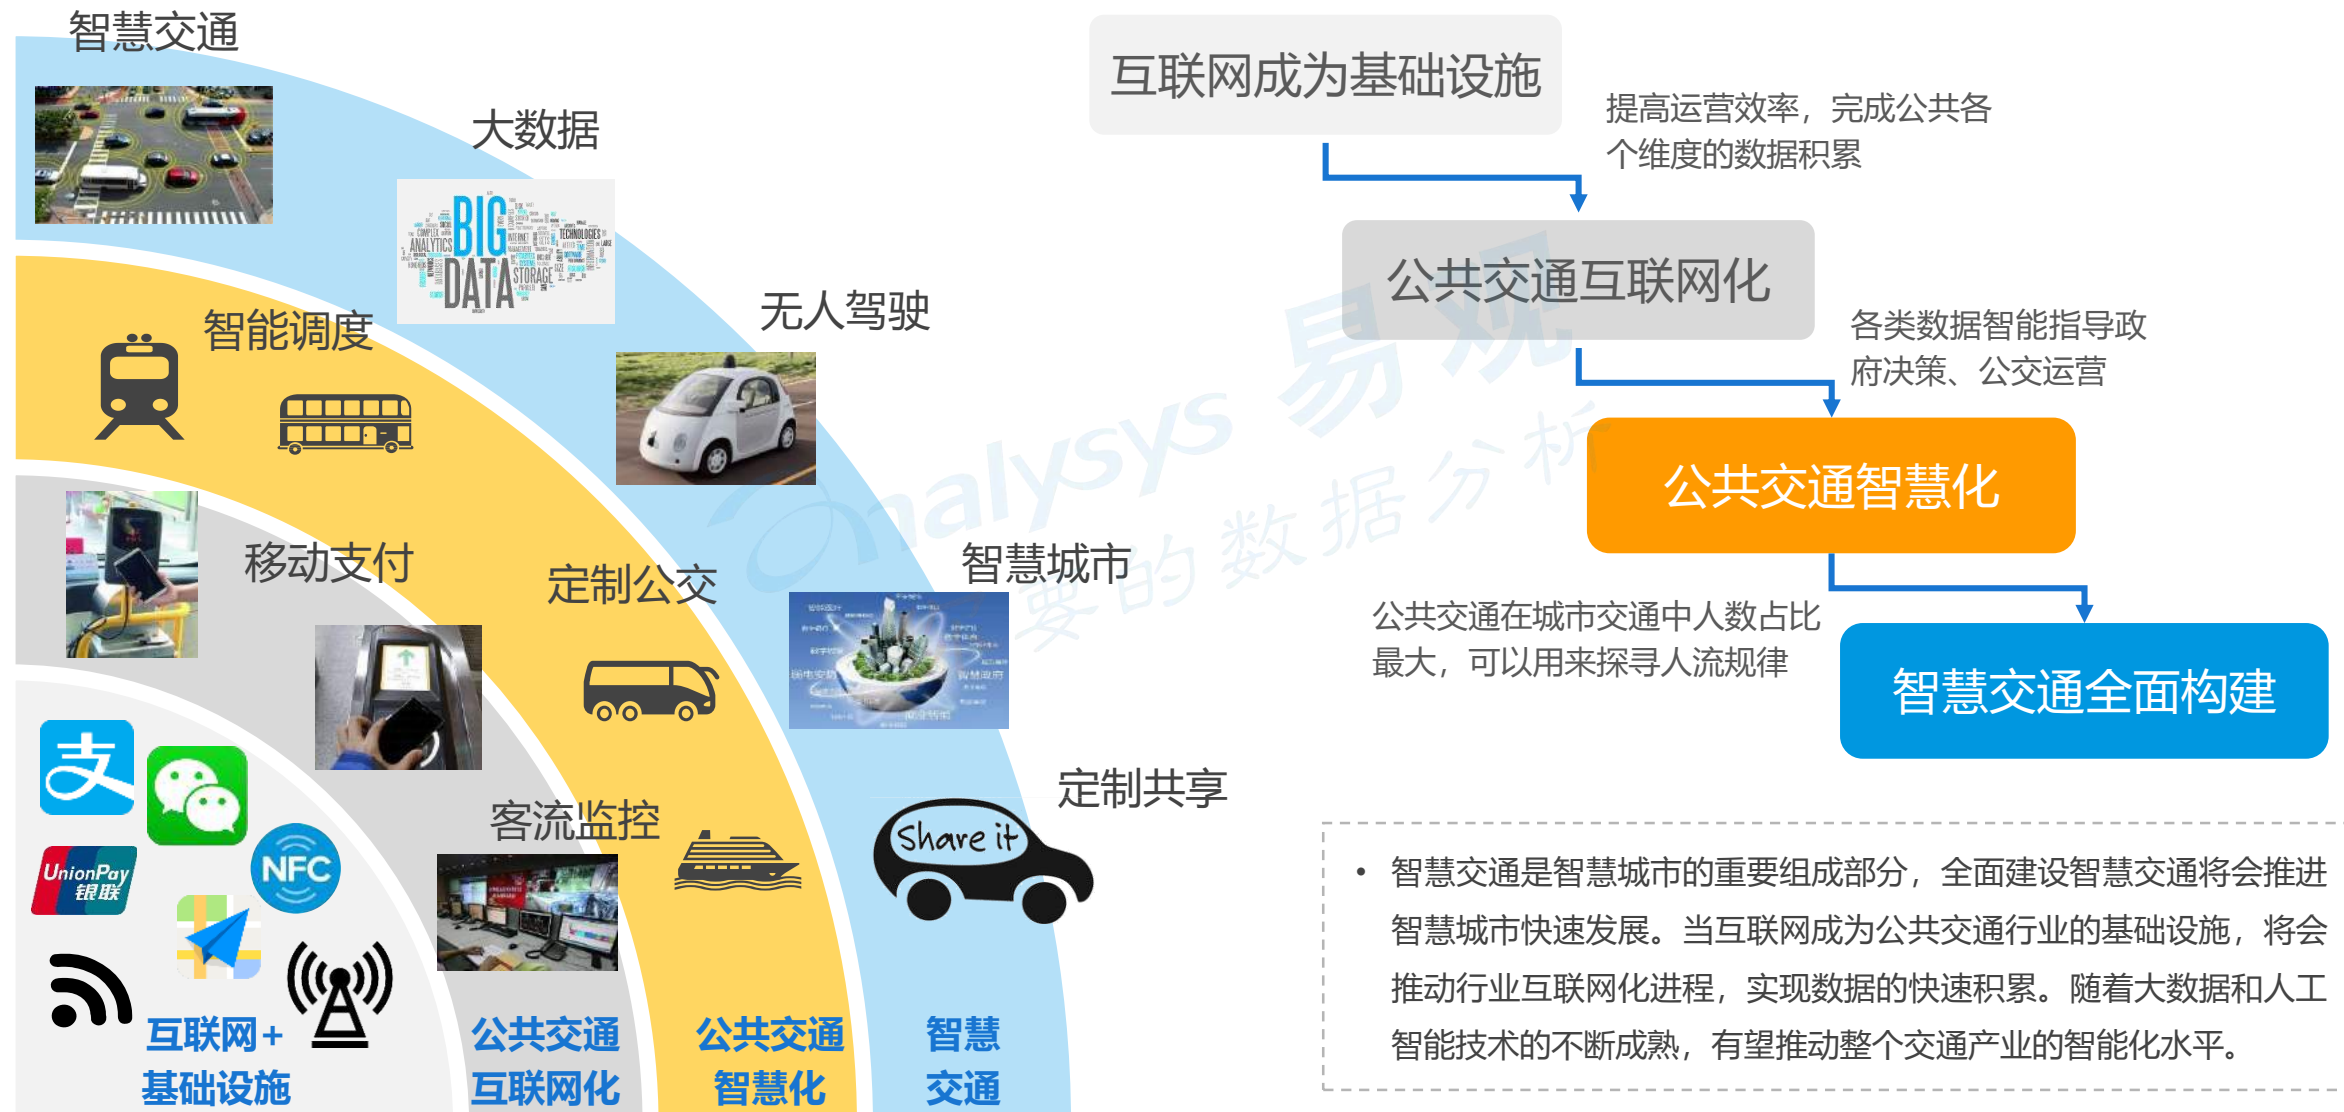 智慧交通
大数据
BIG
DATA
ANALYTICS
TECHNOLOGIES
STORAGE
INTERNET
COMPLEX
无人驾驶
智能调度
移动支付
定制公交
智慧城市
智慧政府
定制共享
Share it
客流监控
支
UnionPay
银联
NFC
互联网+
基础设施
公共交通
互联网化
公共交通
智慧化
智慧
交通
互联网成为基础设施
提高运营效率，完成公共各
个维度的数据积累
公共交通互联网化
各类数据智能指导政
府决策、公交运营
公共交通智慧化
公共交通在城市交通中人数占比
最大，可以用来探寻人流规律
智慧交通全面构建
• 智慧交通是智慧城市的重要组成部分，全面建设智慧交通将会推进
智慧城市快速发展。当互联网成为公共交通行业的基础设施，将会
推动行业互联网化进程，实现数据的快速积累。随着大数据和人工
智能技术的不断成熟，有望推动整个交通产业的智能化水平。
analysys 易观
要的数据分析